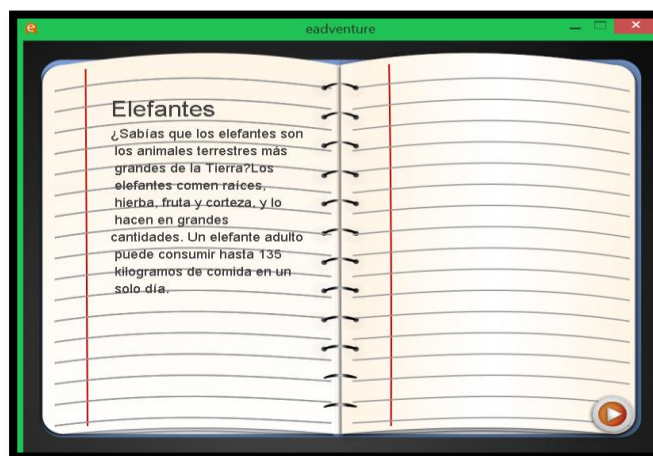 eadventure
Elefantes
¿Sabías que los elefantes son
los animales terrestres más
grandes de la Tierra?Los
elefantes comen raíces,
hierba, fruta y corteza, y lo
hacen en grandes
cantidades. Un elefante adulto
puede consumir hasta 135
kilogramos de comida en un
solo día.